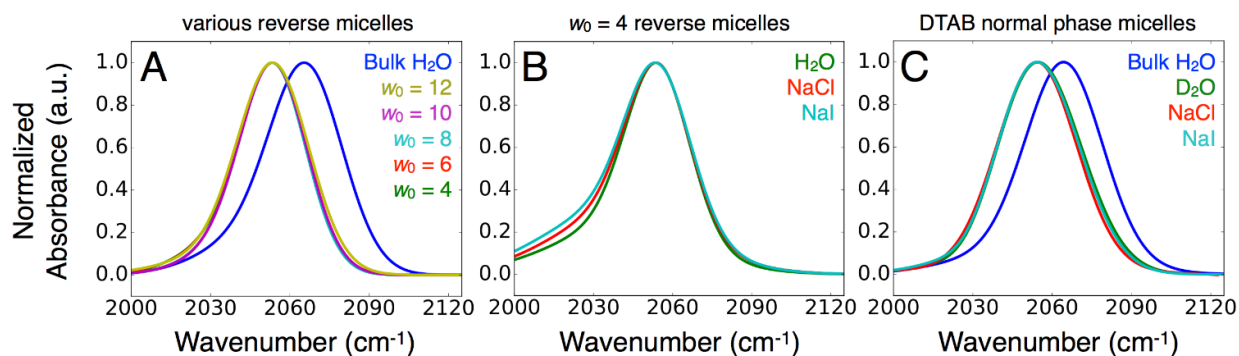 various reverse micelles
w₀ = 4 reverse micelles
DTAB normal phase micelles
Normalized
Absorbance (a.u.)
A
Bulk H₂O
w₀ = 12
w₀ = 10
w₀ = 8
w₀ = 6
w₀ = 4
1.0
0.8
0.6
0.4
0.2
0.0
2000 2030 2060 2090 2120
Wavenumber (cm⁻¹)
B
H₂O
NaCl
NaI
1.0
0.8
0.6
0.4
0.2
0.0
2000 2030 2060 2090 2120
Wavenumber (cm⁻¹)
C
Bulk H₂O
D₂O
NaCl
NaI
1.0
0.8
0.6
0.4
0.2
0.0
2000 2030 2060 2090 2120
Wavenumber (cm⁻¹)